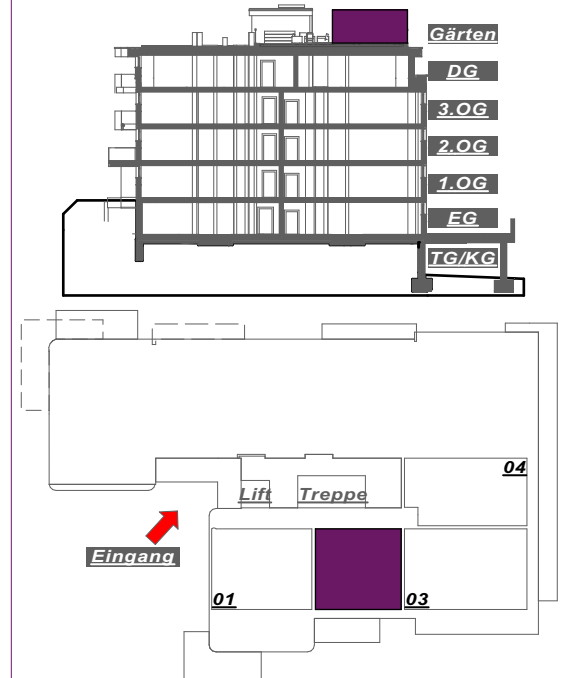 Gärten
DG
3.OG
2.OG
1.OG
EG
TG/KG
04
Lift Treppe
Eingang
01 03